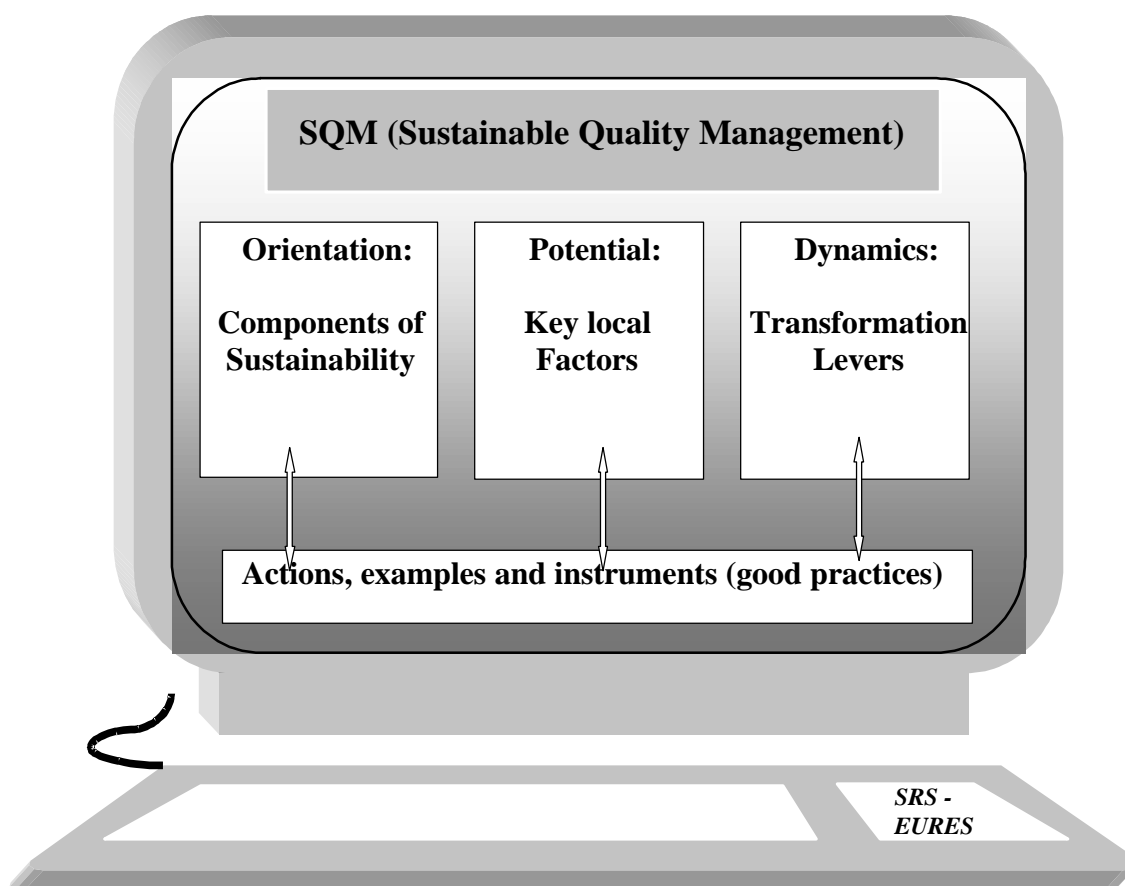 SQM (Sustainable Quality Management)
Orientation:
Components of
Sustainability
Potential:
Key local
Factors
Dynamics:
Transformation
Levers
Actions, examples and instruments (good practices)
SRS -
EURES